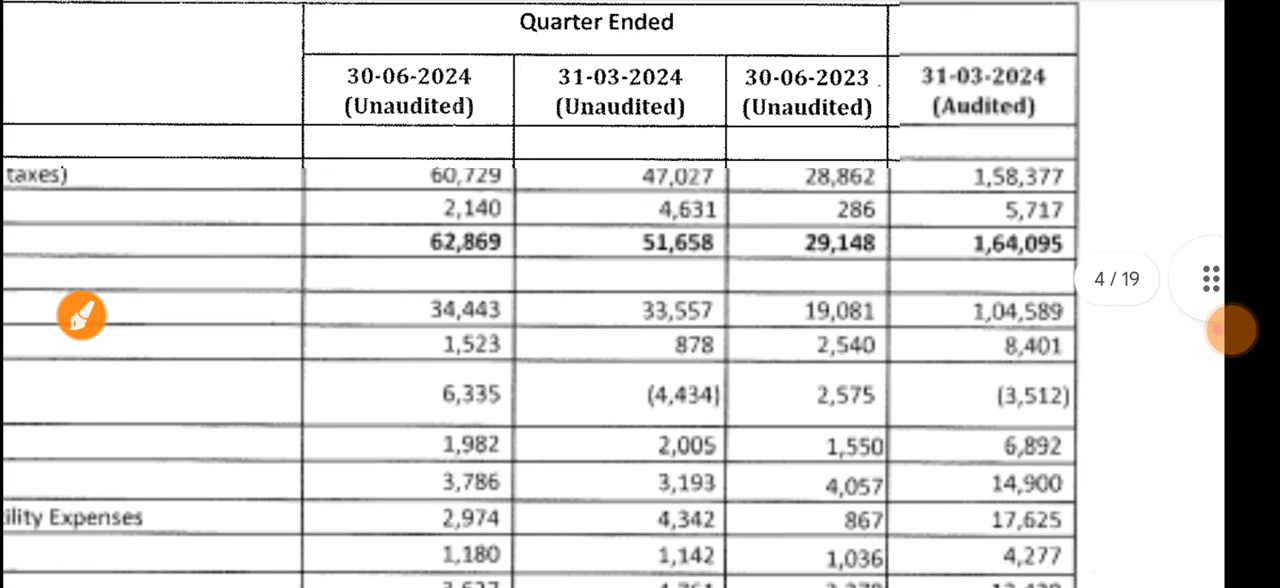 Quarter Ended
30-06-2024 31-03-2024 30-06-2023 31-03-2024
(Unaudited) (Unaudited) (Unaudited) (Audited)
taxes) 60,729 47,027 28,862 1,58,377
2,140 4,631 286 5,717
62,869 51,658 29,148 1,64,095
4 / 19
34,443 33,557 19,081 1,04,589
1,523 878 2,540 8,401
6,335 (4,434) 2,575 (3,512)
1,982 2,005 1,550 6,892
3,786 3,193 4,057 14,900
ility Expenses 2,974 4,342 867 17,625
1,180 1,142 1,036 4,277